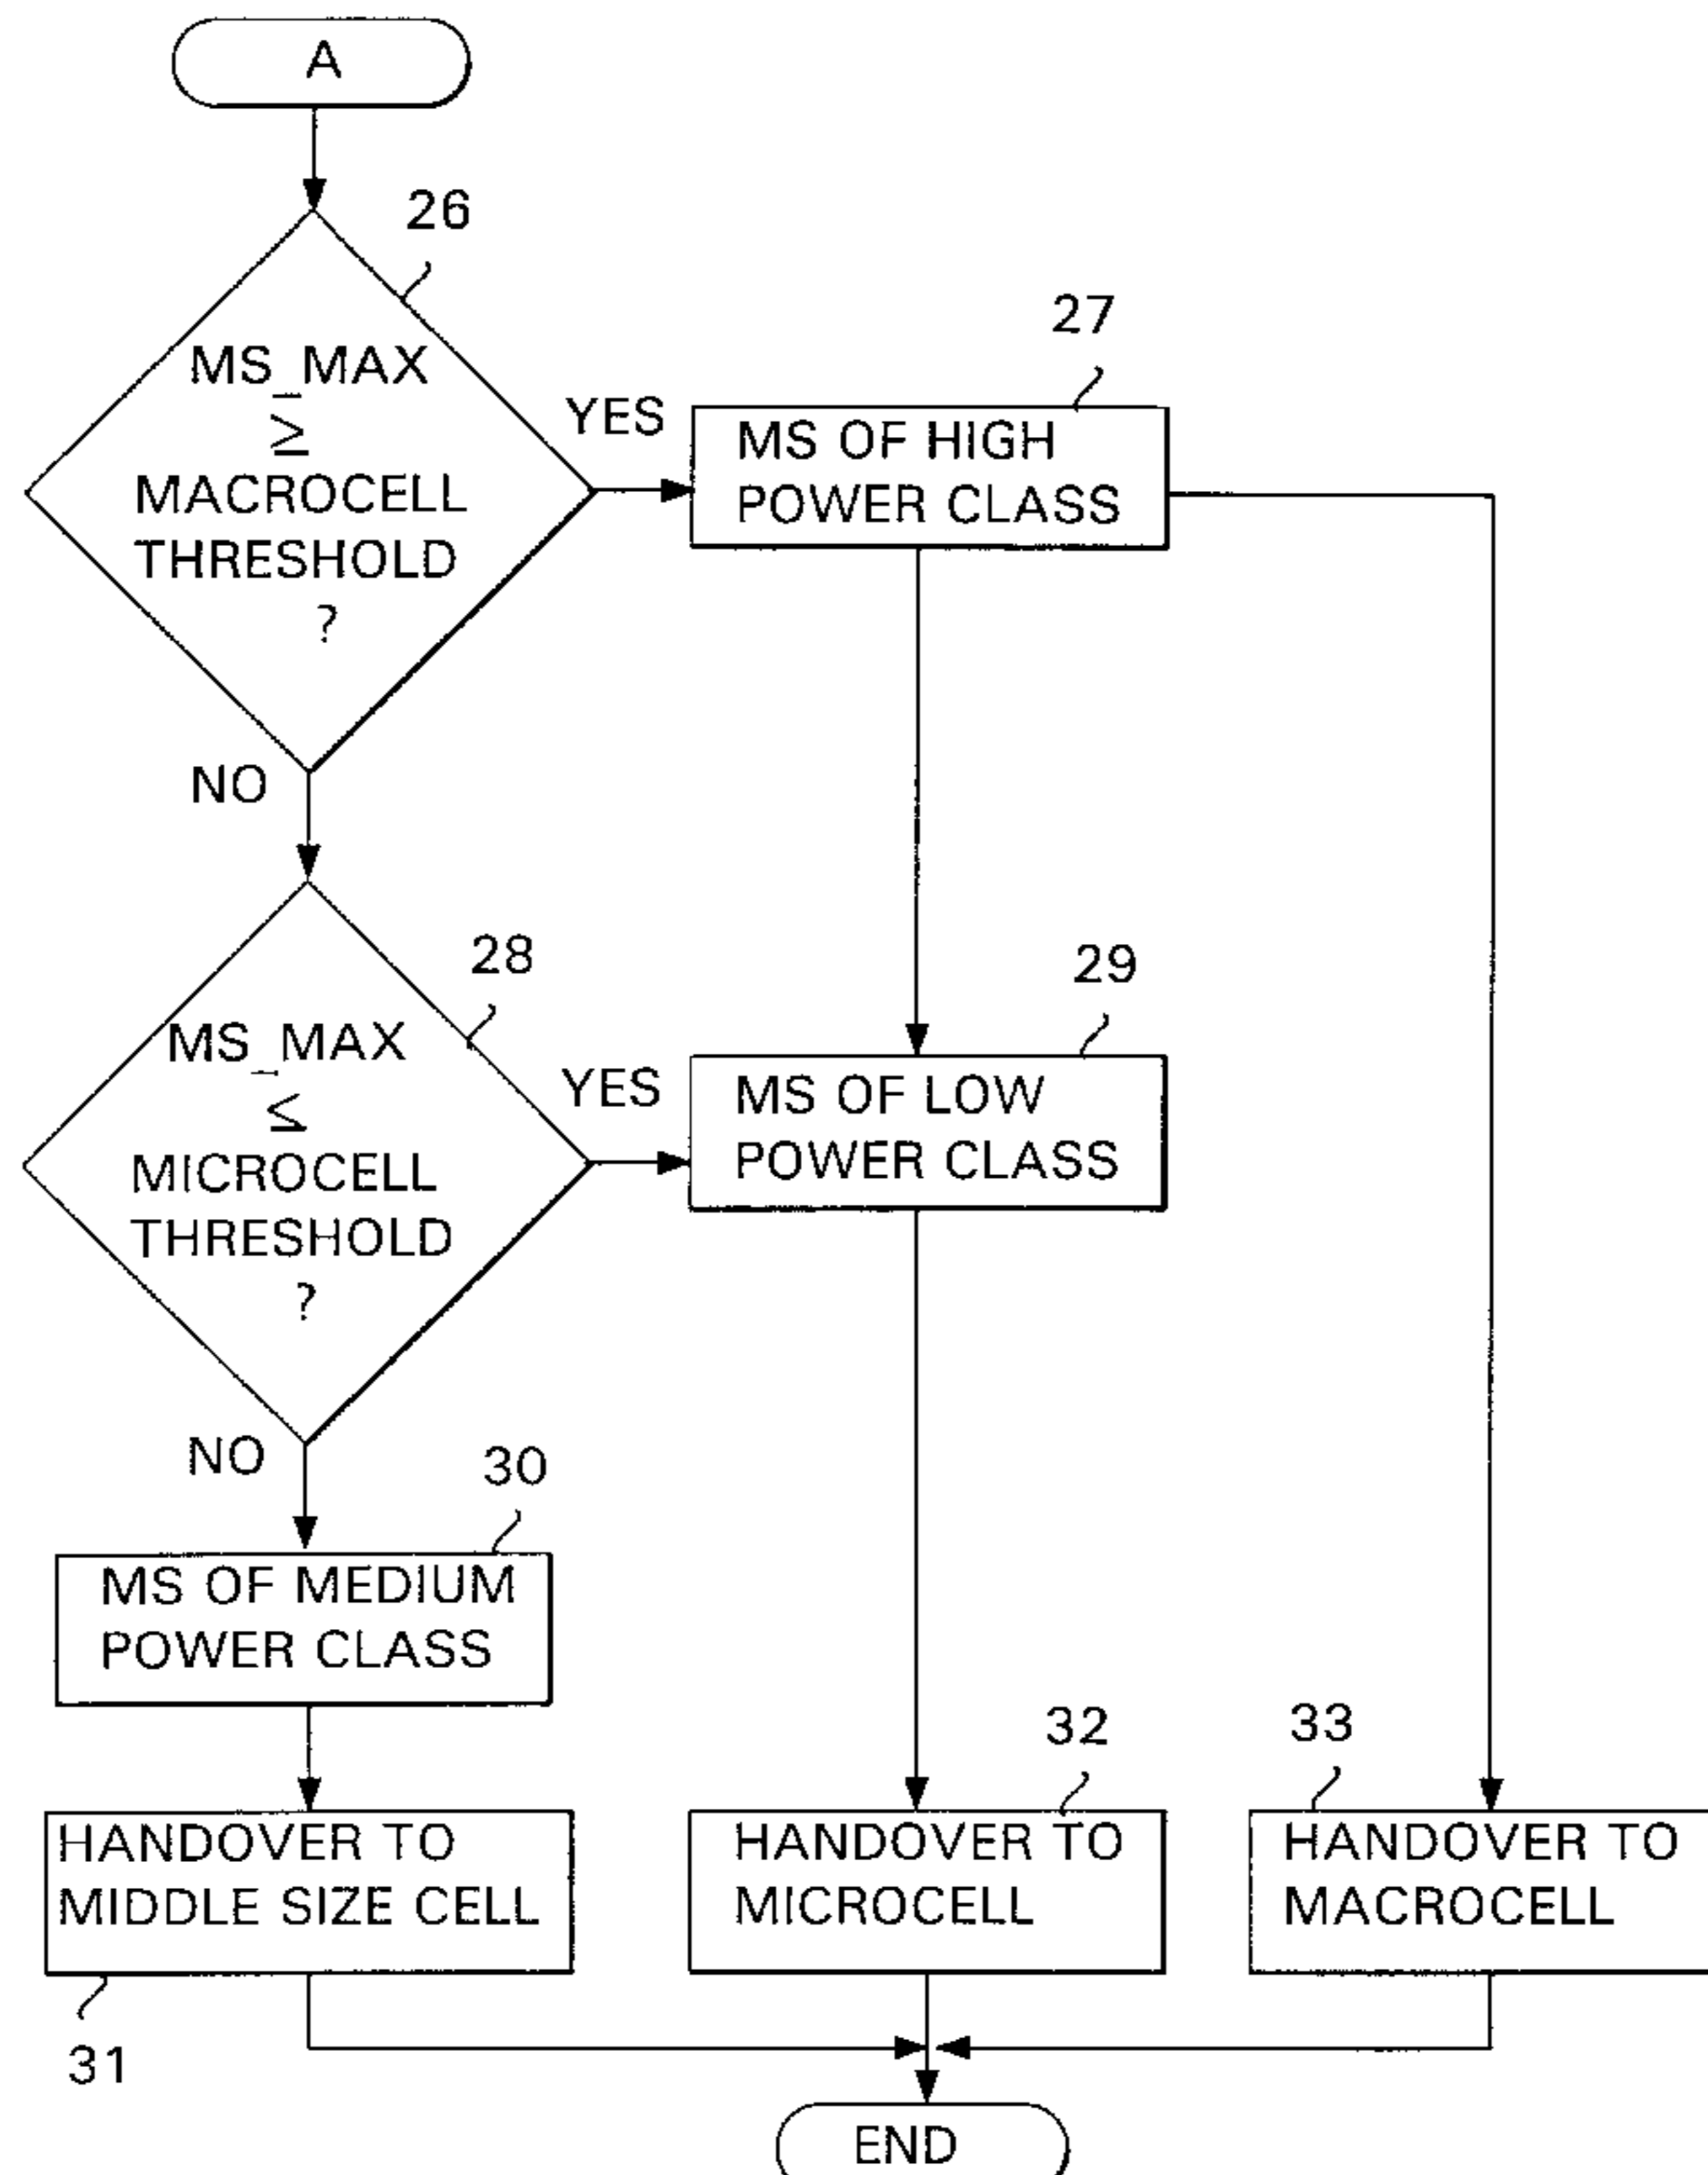 A
26
MS_MAX
≥
MACROCELL
THRESHOLD
?
YES
NO
27
MS OF HIGH
POWER CLASS
28
MS_MAX
≤
MICROCELL
THRESHOLD
?
YES
NO
29
MS OF LOW
POWER CLASS
30
MS OF MEDIUM
POWER CLASS
HANDOVER TO
MIDDLE SIZE CELL
31
32
HANDOVER TO
MICROCELL
33
HANDOVER TO
MACROCELL
END